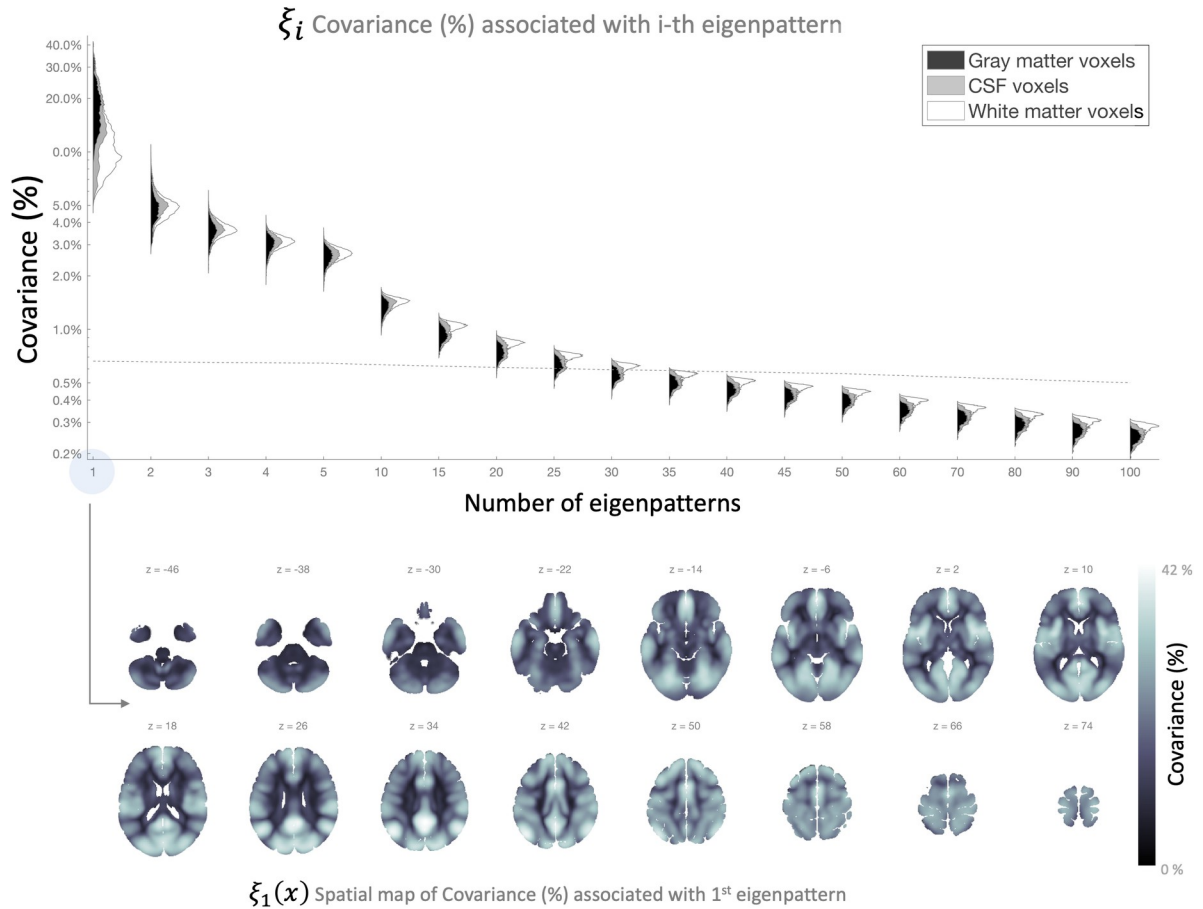 ξi Covariance (%) associated with i-th eigenpattern
Gray matter voxels
CSF voxels
White matter voxels
Covariance (%)
40.0%
30.0%
20.0%
0.0%
5.0%
4.0%
3.0%
2.0%
1.0%
0.5%
0.4%
0.3%
0.2%
1 2 3 4 5 10 15 20 25 30 35 40 45 50 60 70 80 90 100
Number of eigenpatterns
z = -46 z = -38 z = -30 z = -22 z = -14 z = -6 z = 2 z = 10
z = 18 z = 26 z = 34 z = 42 z = 50 z = 58 z = 66 z = 74
42 %
Covariance (%)
0 %
ξ1(x) Spatial map of Covariance (%) associated with 1st eigenpattern